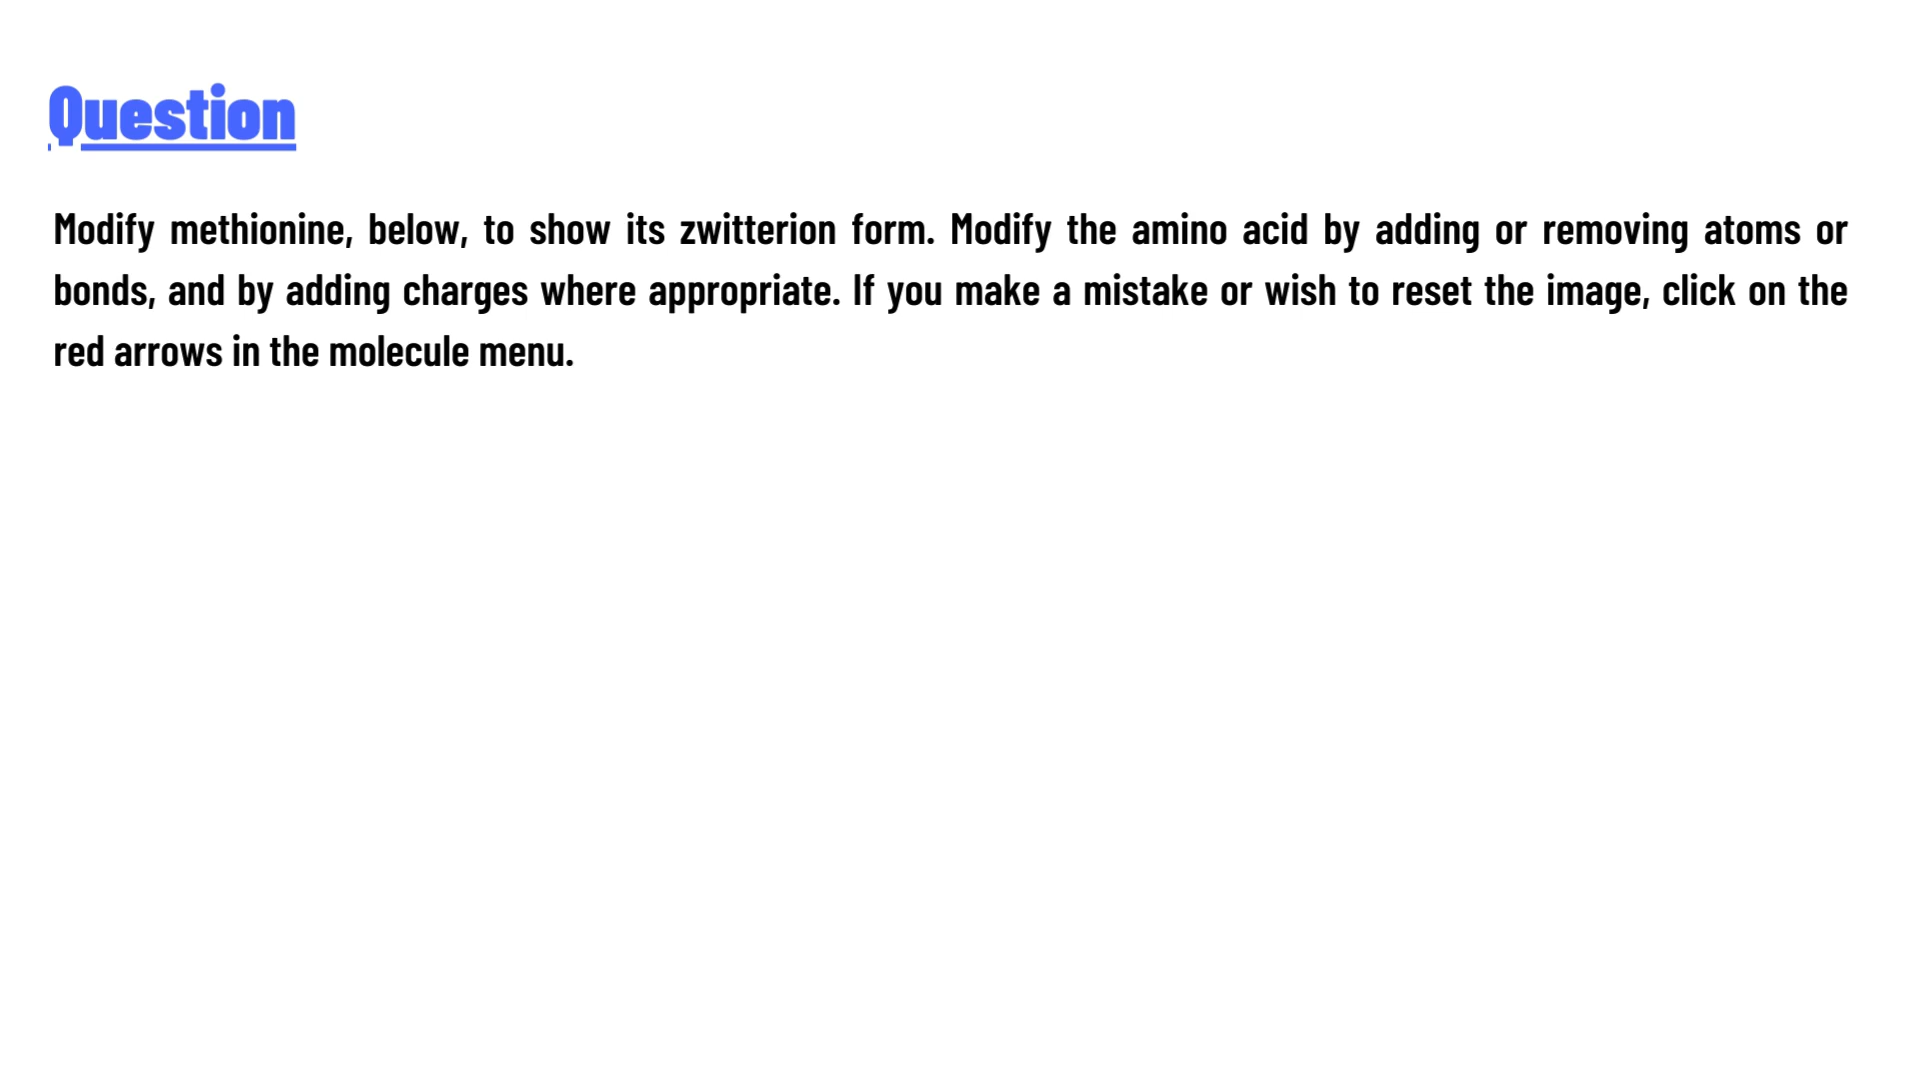 Question
Modify methionine, below, to show its zwitterion form. Modify the amino acid by adding or removing atoms or
bonds, and by adding charges where appropriate. If you make a mistake or wish to reset the image, click on the
red arrows in the molecule menu.